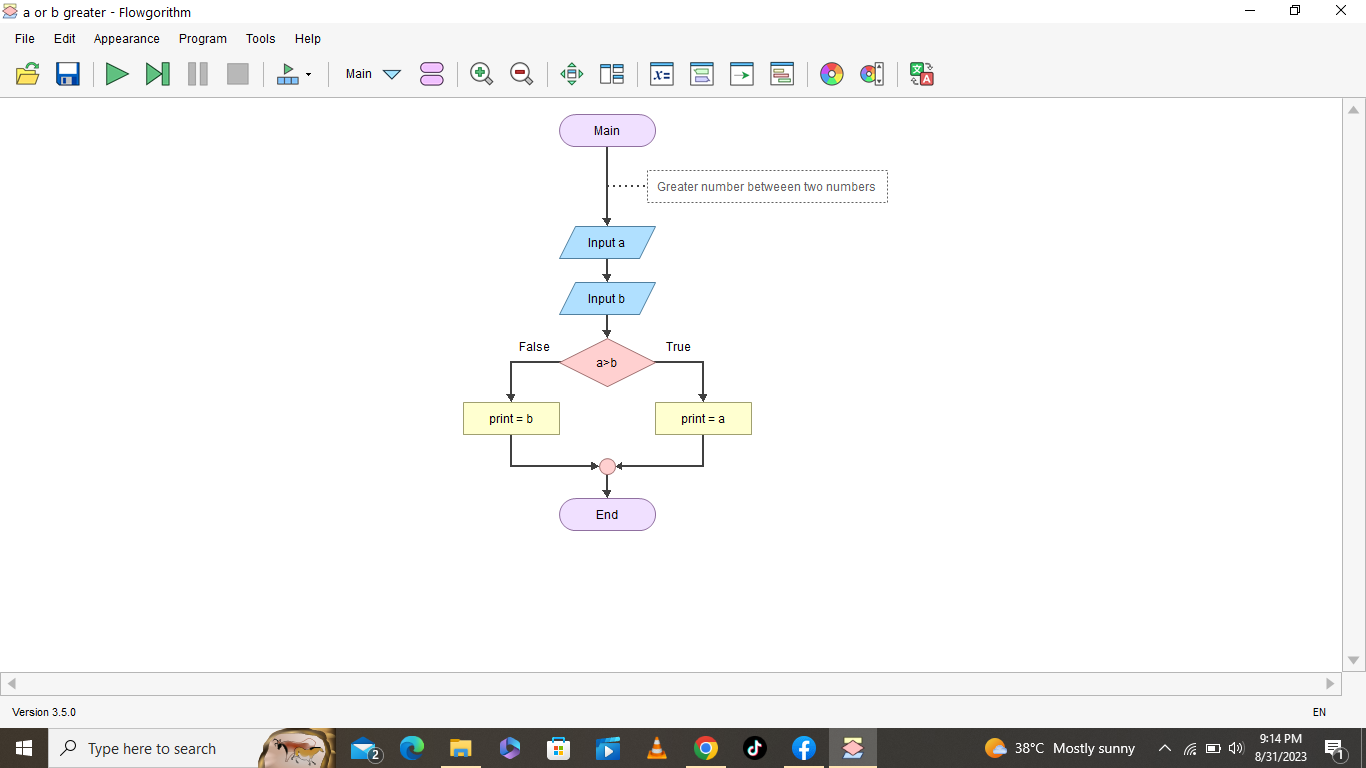 a or b greater - Flowgorithm
File Edit Appearance Program Tools Help
Main
x=
文 A
Main
Greater number betweeen two numbers
Input a
Input b
False
True
a>b
print = b
print = a
End
Version 3.5.0
EN
Type here to search
2
38°C Mostly sunny
9:14 PM
8/31/2023
1